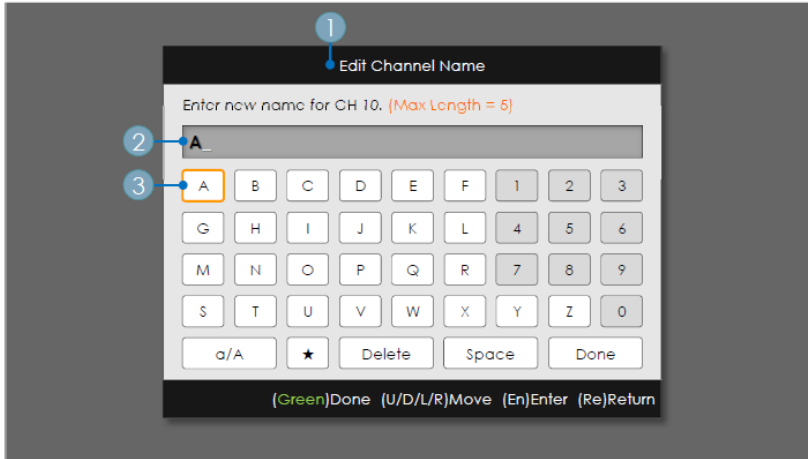 1
Edit Channel Name
Enter new name for CH 10. (Max Length = 5)
2 A_
3 A B C D E F 1 2 3
G H I J K L 4 5 6
M N O P Q R 7 8 9
S T U V W X Y Z 0
a/A ★ Delete Space Done
(Green)Done (U/D/L/R)Move (En)Enter (Re)Return